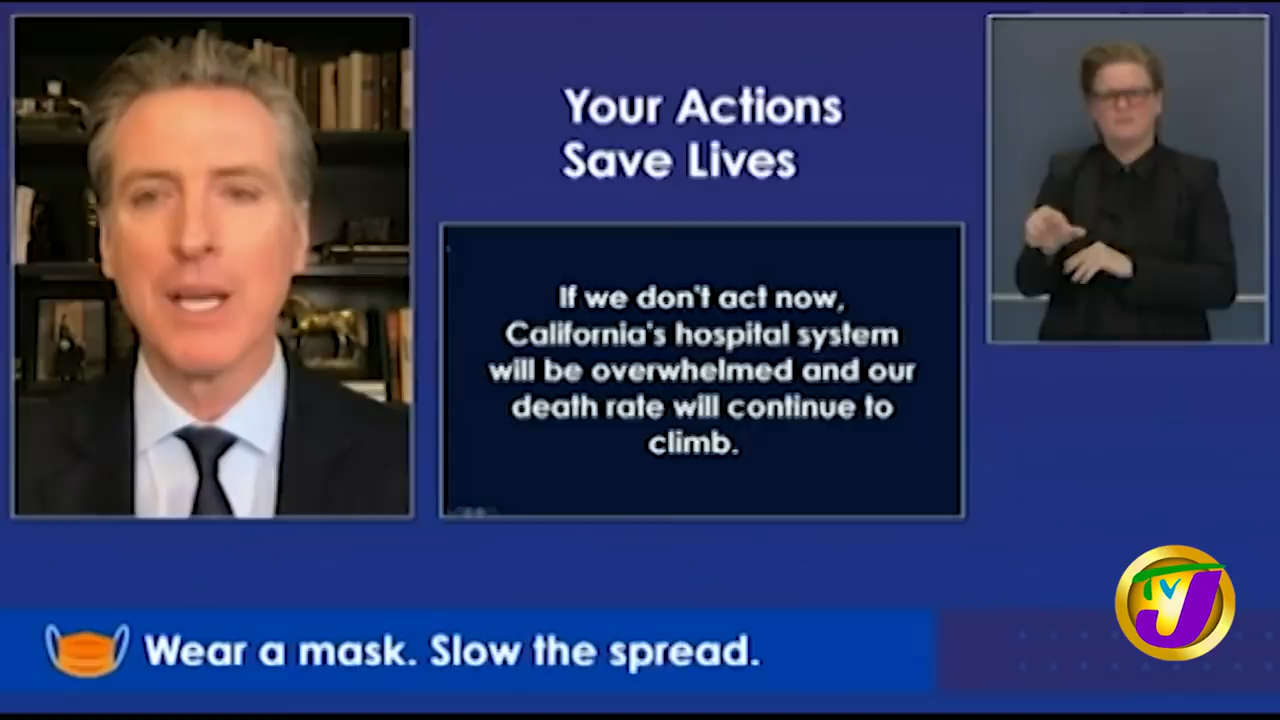 Your Actions
Save Lives
If we don't act now,
California's hospital system
will be overwhelmed and our
death rate will continue to
climb.
TVJ
Wear a mask. Slow the spread.